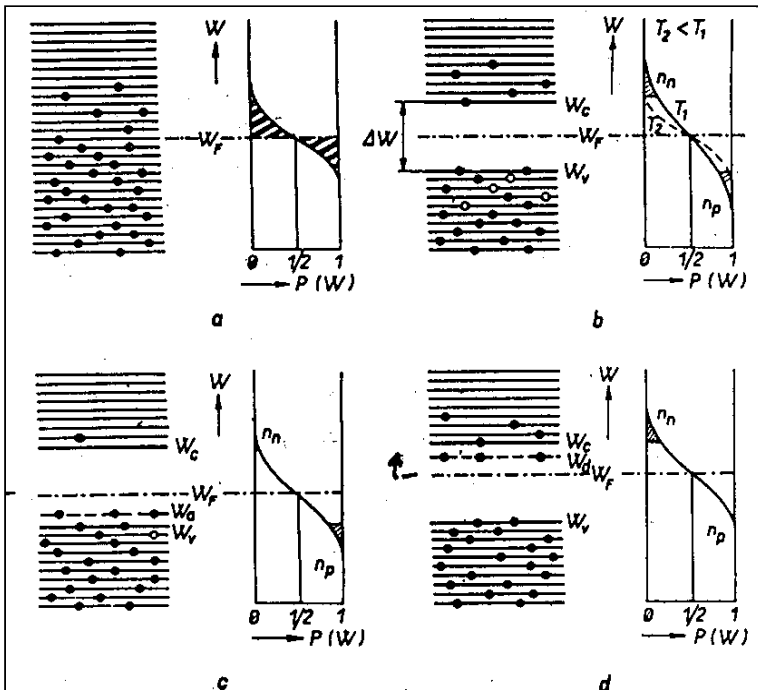 W
W_F
0 1/2 1
P (W)
a
W
T_2 < T_1
n_n
W_c
T_1
ΔW
W_F
T_2
W_v
n_p
0 1/2 1
P (W)
b
W
n_n
W_c
W_F
W_a
W_v
n_p
0 1/2 1
P (W)
c
W
n_n
W_c
W_d
W_F
W_v
n_p
0 1/2 1
P (W)
d